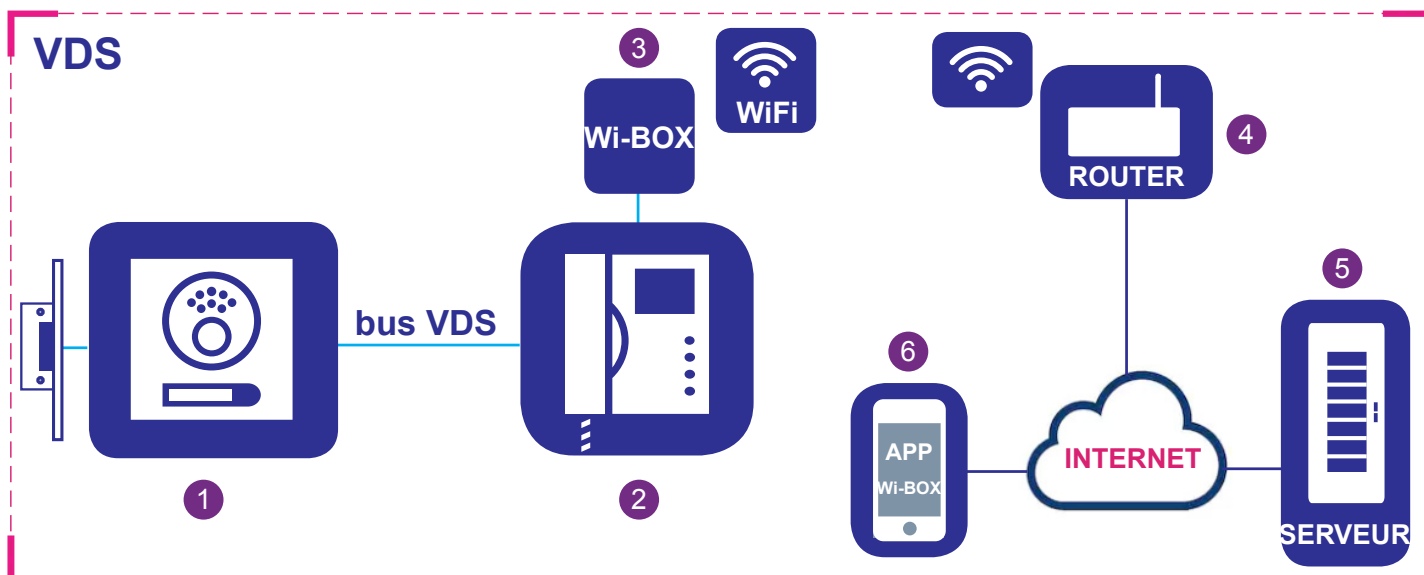 VDS
3
WiFi
Wi-BOX
4
ROUTER
bus VDS
5
6
APP
Wi-BOX
INTERNET
1
2
SERVEUR